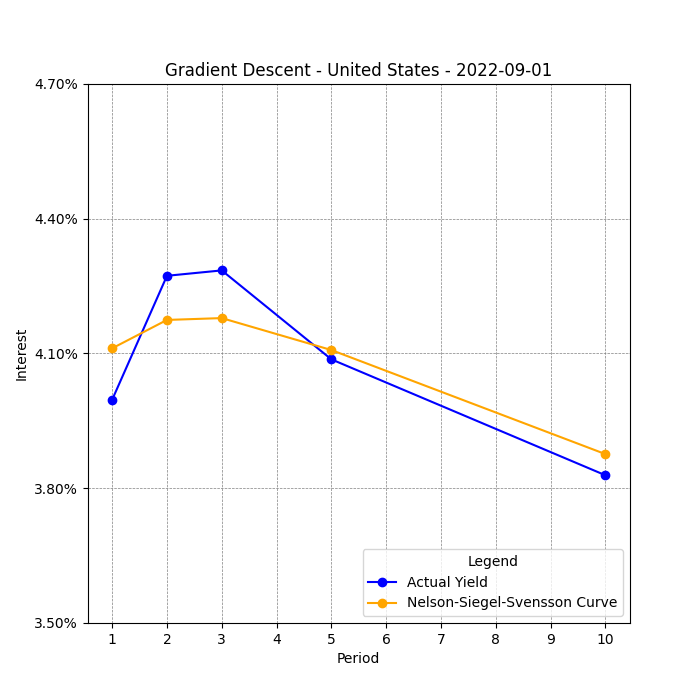 Gradient Descent - United States - 2022-09-01
4.70%
4.40%
4.10%
3.80%
3.50%
Interest
1 2 3 4 5 6 7 8 9 10
Period
Legend
Actual Yield
Nelson-Siegel-Svensson Curve